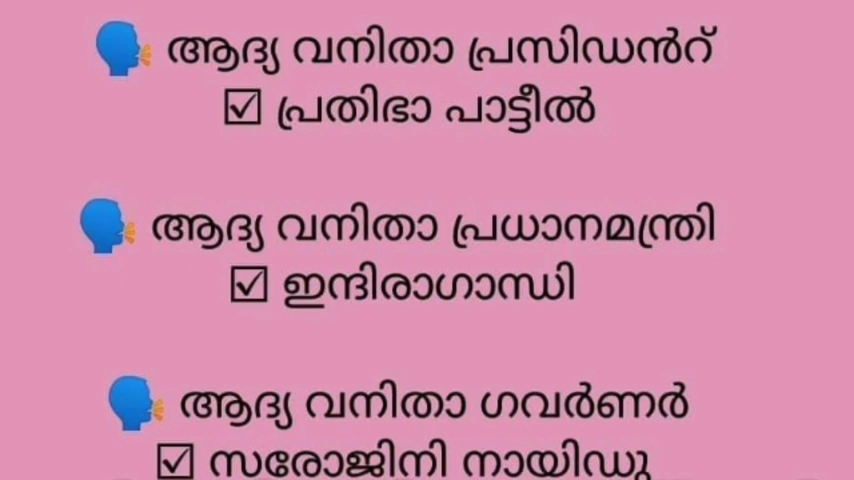 🗣️ ആദ്യ വനിതാ പ്രസിഡൻറ്
☑ പ്രതിഭാ പാട്ടീൽ
🗣️ ആദ്യ വനിതാ പ്രധാനമന്ത്രി
☑ ഇന്ദിരാഗാന്ധി
🗣️ ആദ്യ വനിതാ ഗവർണർ
☑ സരോജിനി നായിഡു